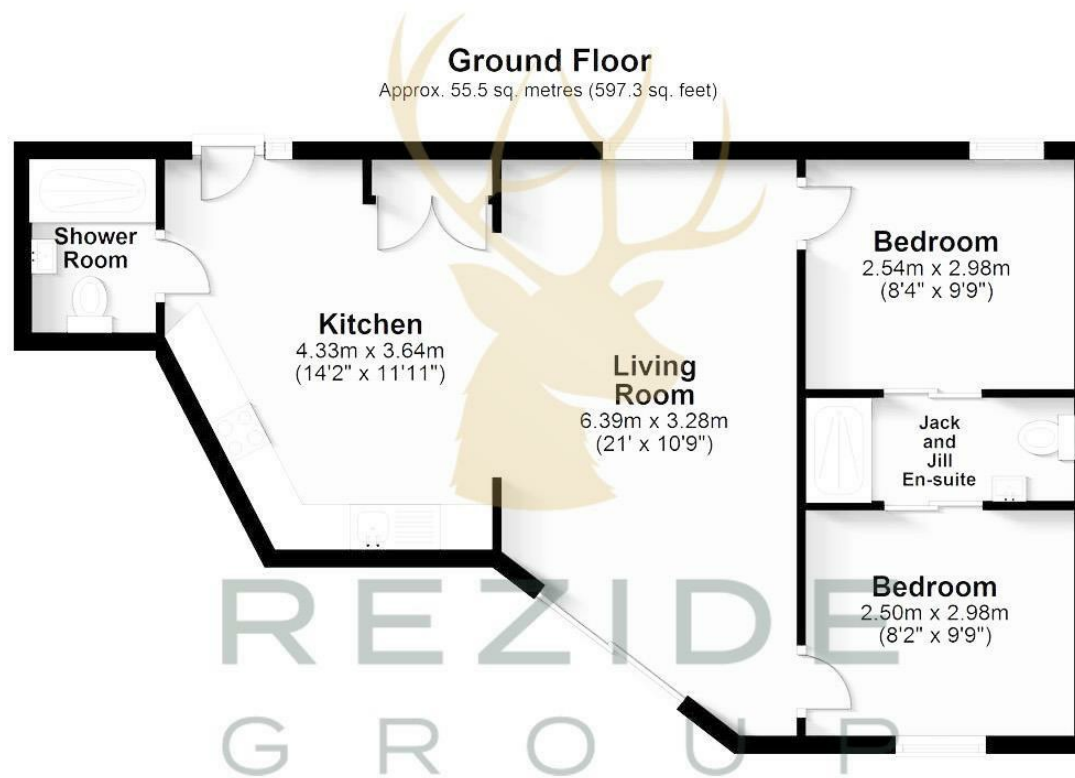 Ground Floor
Approx. 55.5 sq. metres (597.3 sq. feet)
Shower
Room
Kitchen
4.33m x 3.64m
(14'2" x 11'11")
Living
Room
6.39m x 3.28m
(21' x 10'9")
Bedroom
2.54m x 2.98m
(8'4" x 9'9")
Jack
and
Jill
En-suite
Bedroom
2.50m x 2.98m
(8'2" x 9'9")
REZIDE
GROUP